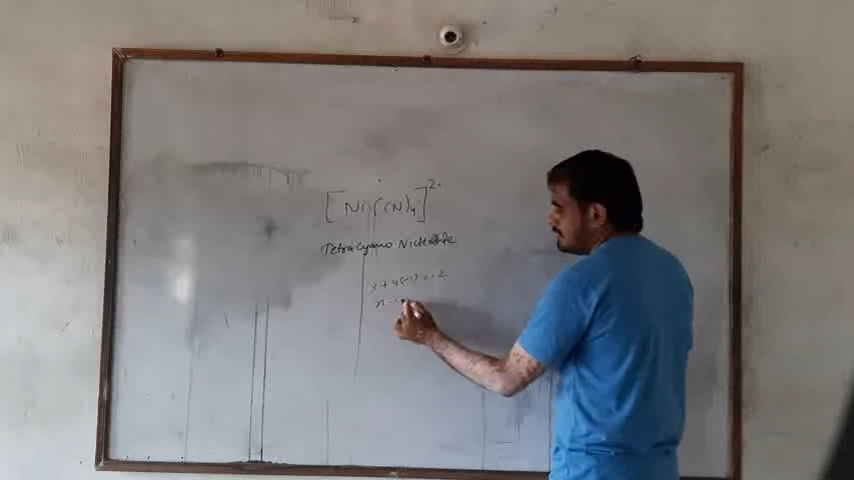 [Ni(CN)4]2-
Tetracyano Nickelate
x + 4(-1) = -2
x -